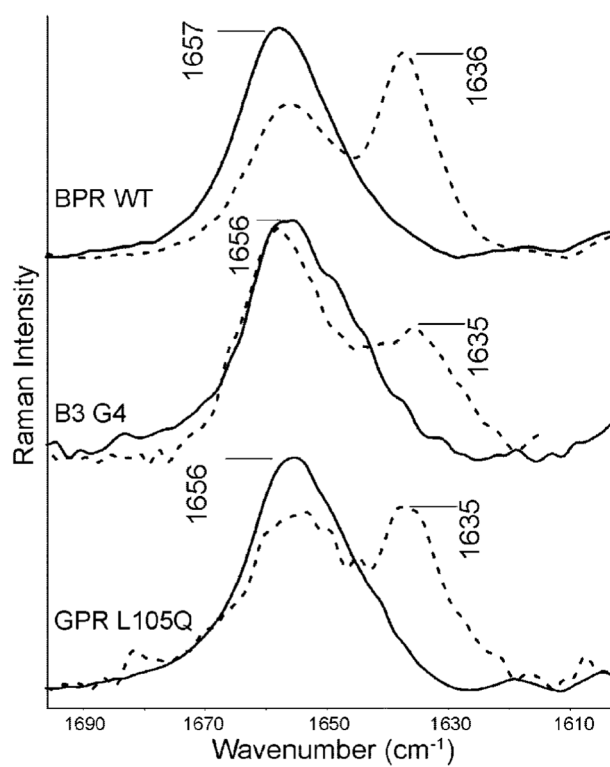 1657
1636
BPR WT
1656
1635
B3 G4
1656
1635
GPR L105Q
Raman Intensity
1690 1670 1650 1630 1610
Wavenumber (cm⁻¹)